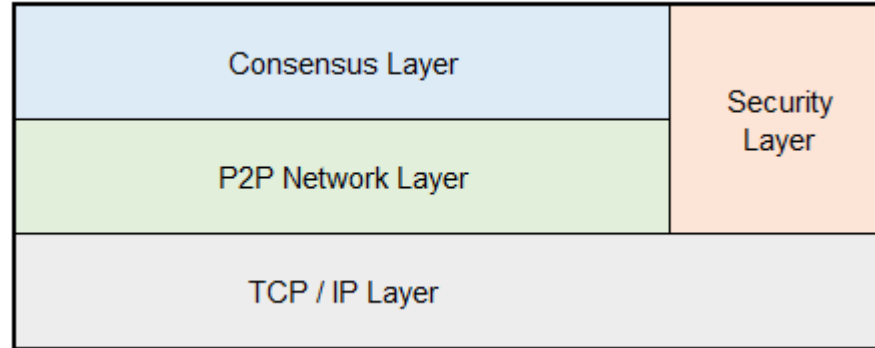 Consensus Layer
Security
Layer
P2P Network Layer
TCP / IP Layer